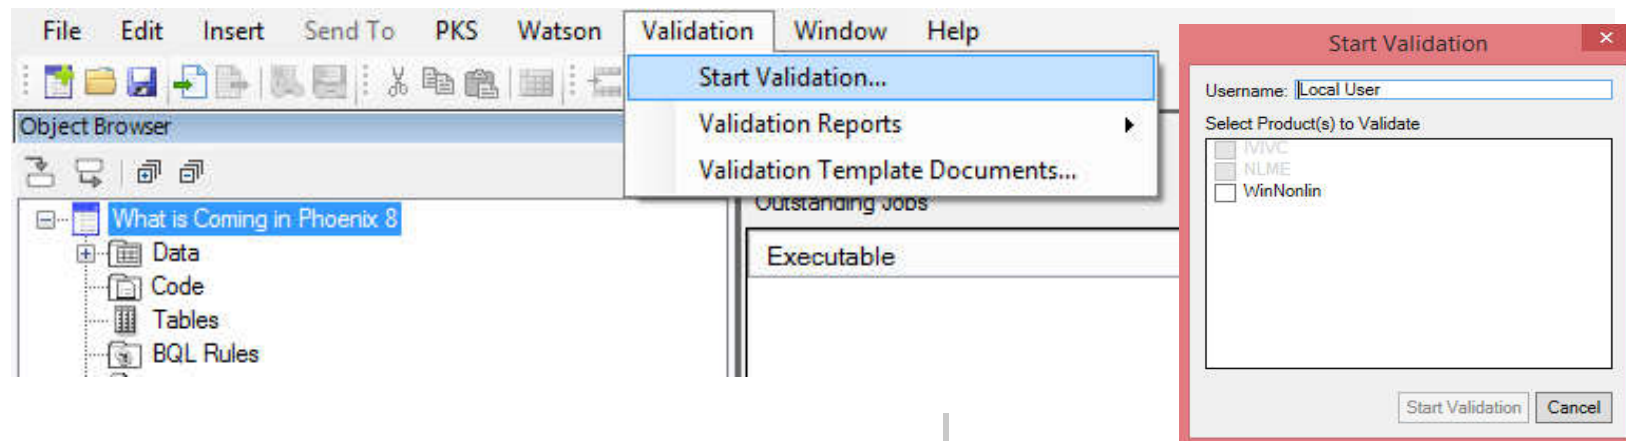 File Edit Insert Send To PKS Watson Validation Window Help
Start Validation...
Validation Reports
Validation Template Documents...
Object Browser
What is Coming in Phoenix 8
Data
Code
Tables
BQL Rules
Outstanding Jobs
Executable
Start Validation
Username: Local User
Select Product(s) to Validate
IVIVC
NLME
WinNonlin
Start Validation Cancel